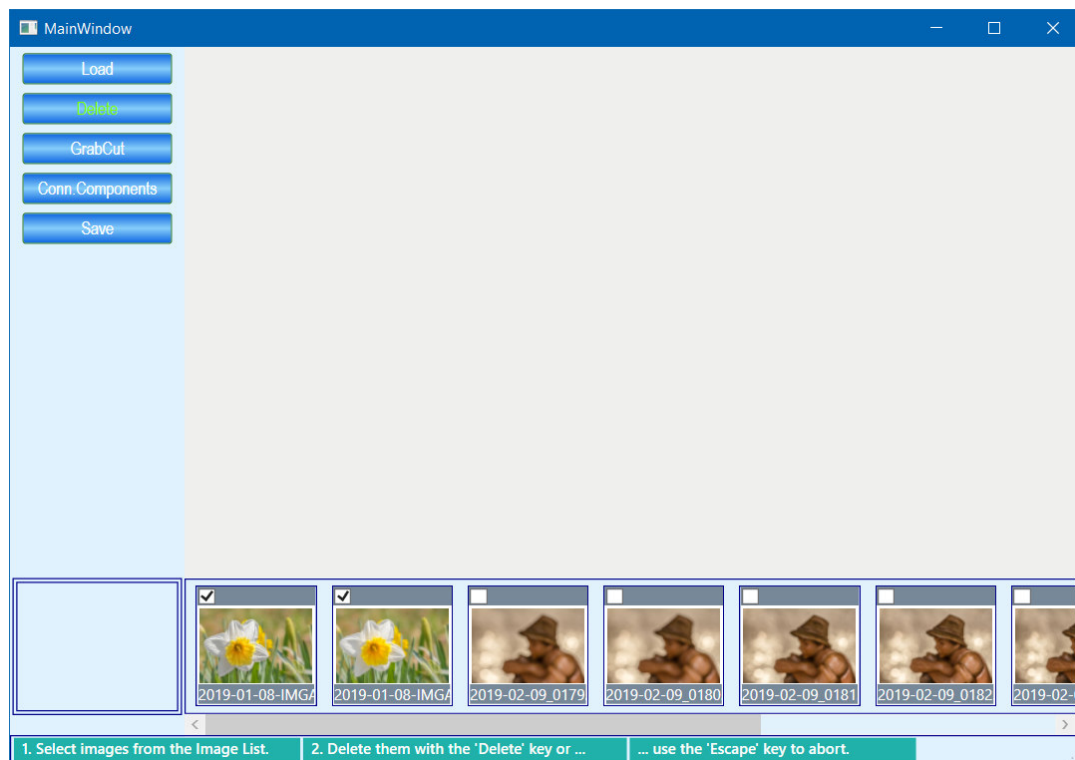 MainWindow
Load
Delete
GrabCut
Conn.Components
Save
2019-01-08-IMGA
2019-01-08-IMGA
2019-02-09_0179
2019-02-09_0180
2019-02-09_0181
2019-02-09_0182
2019-02-
1. Select images from the Image List.
2. Delete them with the 'Delete' key or ...
... use the 'Escape' key to abort.